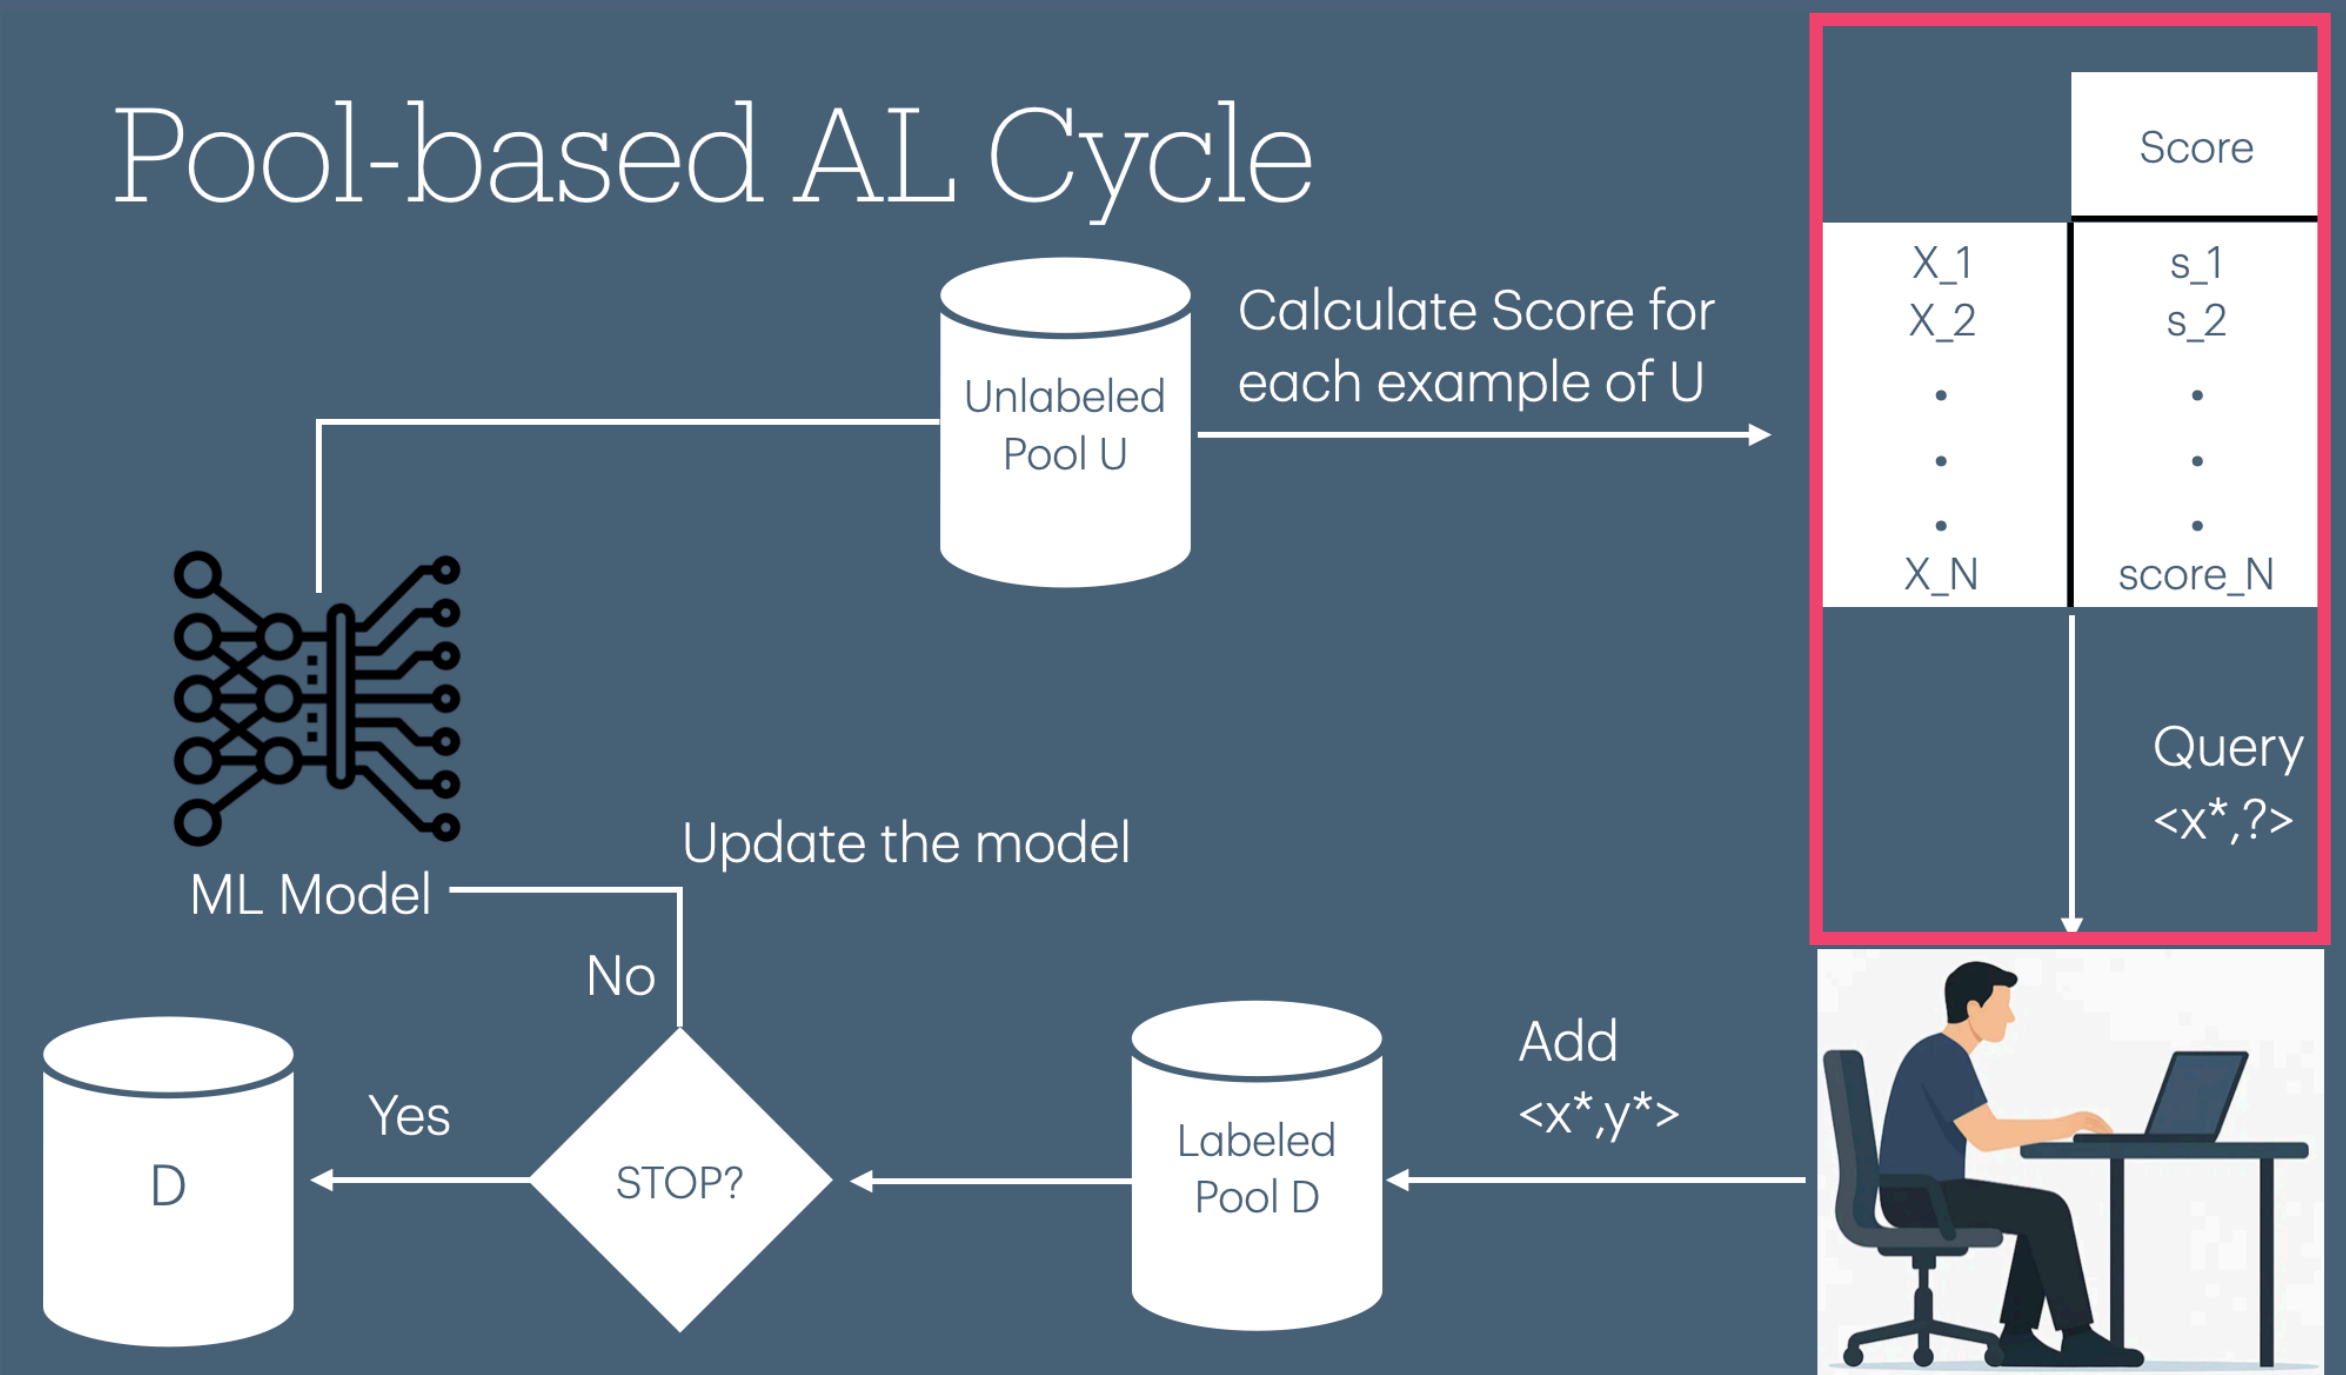 Pool-based AL Cycle
Unlabeled
Pool U
Calculate Score for
each example of U
Score
X_1 s_1
X_2 s_2
X_N score_N
Query
<x*,?>
ML Model
Update the model
No
Yes
D
STOP?
Labeled
Pool D
Add
<x*,y*>